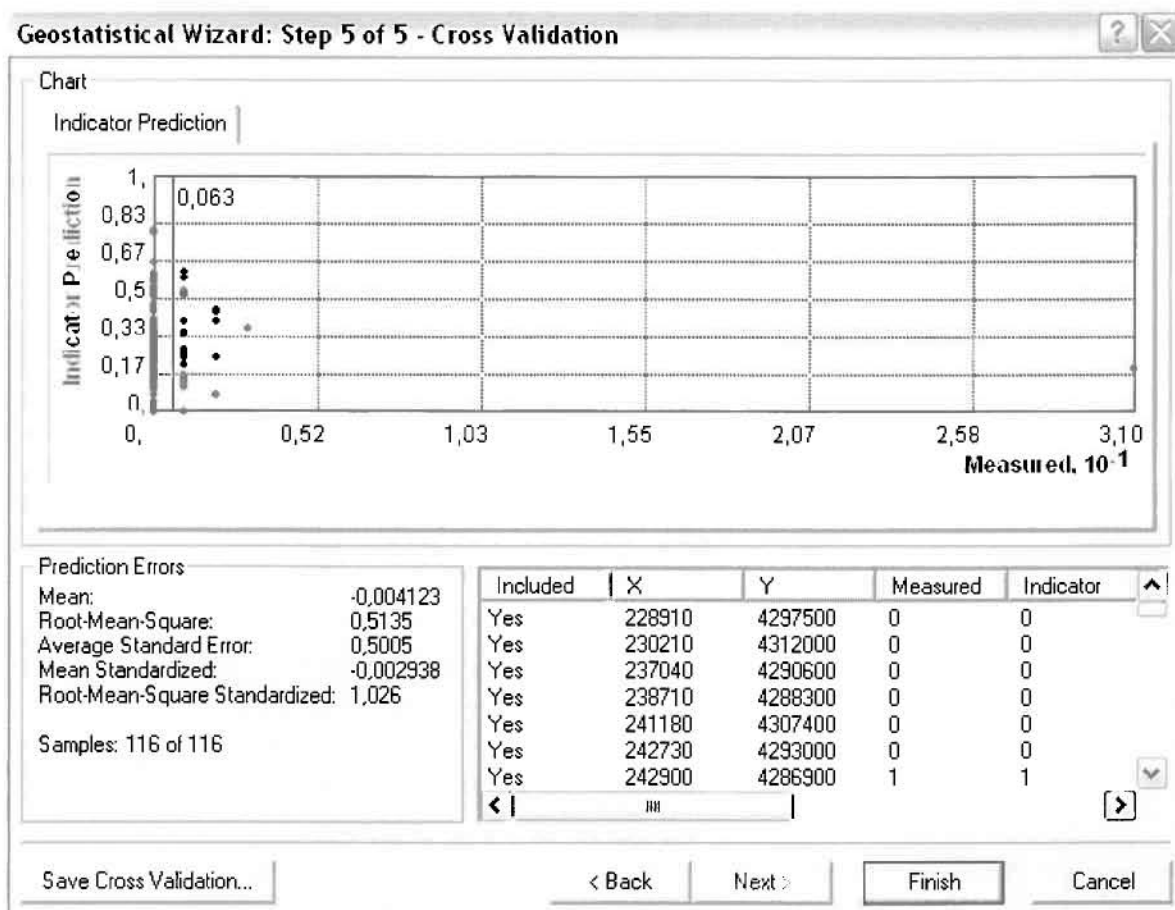 Geostatistical Wizard: Step 5 of 5 - Cross Validation
Chart
Indicator Prediction
Indicator Prediction
1,
0,83
0,67
0,5
0,33
0,17
0,
0,063
0, 0,52 1,03 1,55 2,07 2,58 3,10
Measured, 10-1
Prediction Errors
Mean: -0,004123
Root-Mean-Square: 0,5135
Average Standard Error: 0,5005
Mean Standardized: -0,002938
Root-Mean-Square Standardized: 1,026
Samples: 116 of 116
Included X Y Measured Indicator
Yes 228910 4297500 0 0
Yes 230210 4312000 0 0
Yes 237040 4290600 0 0
Yes 238710 4288300 0 0
Yes 241180 4307400 0 0
Yes 242730 4293000 0 0
Yes 242900 4286900 1 1
Save Cross Validation... < Back Next > Finish Cancel